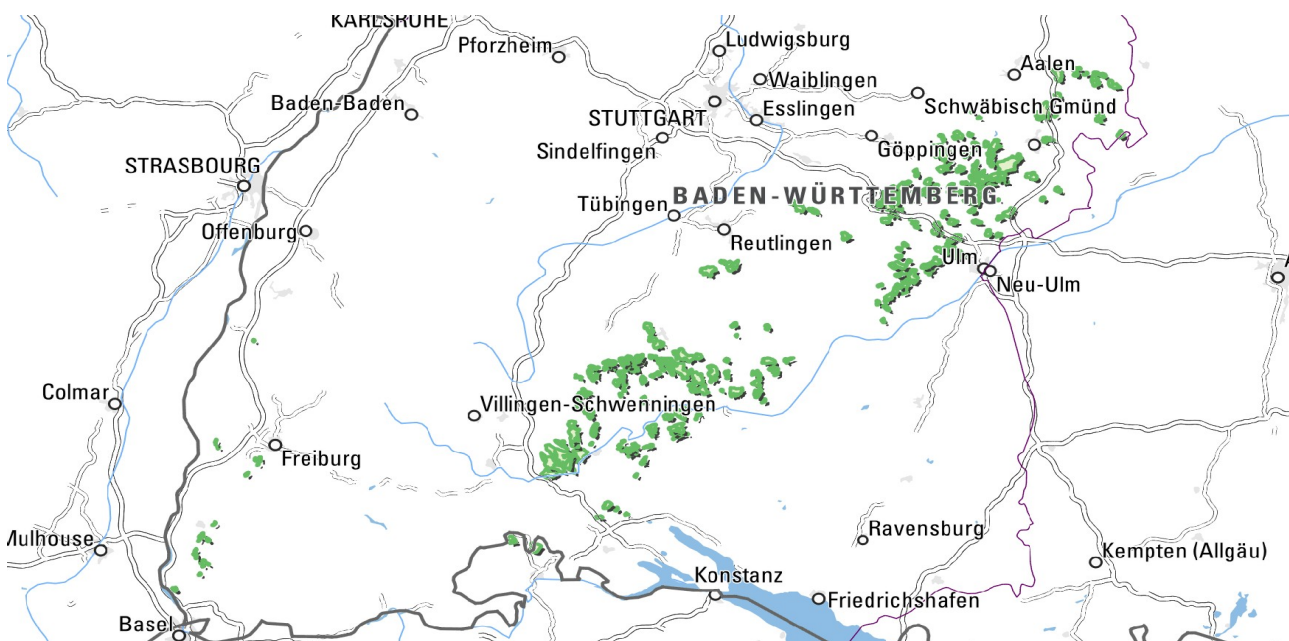 KARLSRUHE
Pforzheim
Ludwigsburg
Waiblingen
Aalen
Baden-Baden
STUTTGART
Esslingen
Schwäbisch Gmünd
Sindelfingen
Göppingen
STRASBOURG
BADEN-WÜRTTEMBERG
Tübingen
Offenburg
Reutlingen
Ulm
Neu-Ulm
Colmar
Villingen-Schwenningen
Freiburg
Ravensburg
Mulhouse
Kempten (Allgäu)
Konstanz
Friedrichshafen
Basel